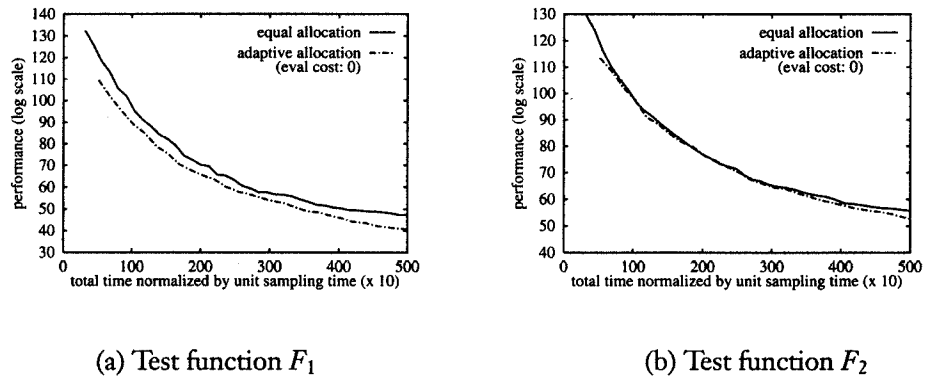 140
130
120
110
100
90
80
70
60
50
40
30
performance (log scale)
equal allocation
adaptive allocation
(eval cost: 0)
0 100 200 300 400 500
total time normalized by unit sampling time (x 10)
(a) Test function F1
130
120
110
100
90
80
70
60
50
40
performance (log scale)
equal allocation
adaptive allocation
(eval cost: 0)
0 100 200 300 400 500
total time normalized by unit sampling time (x 10)
(b) Test function F2